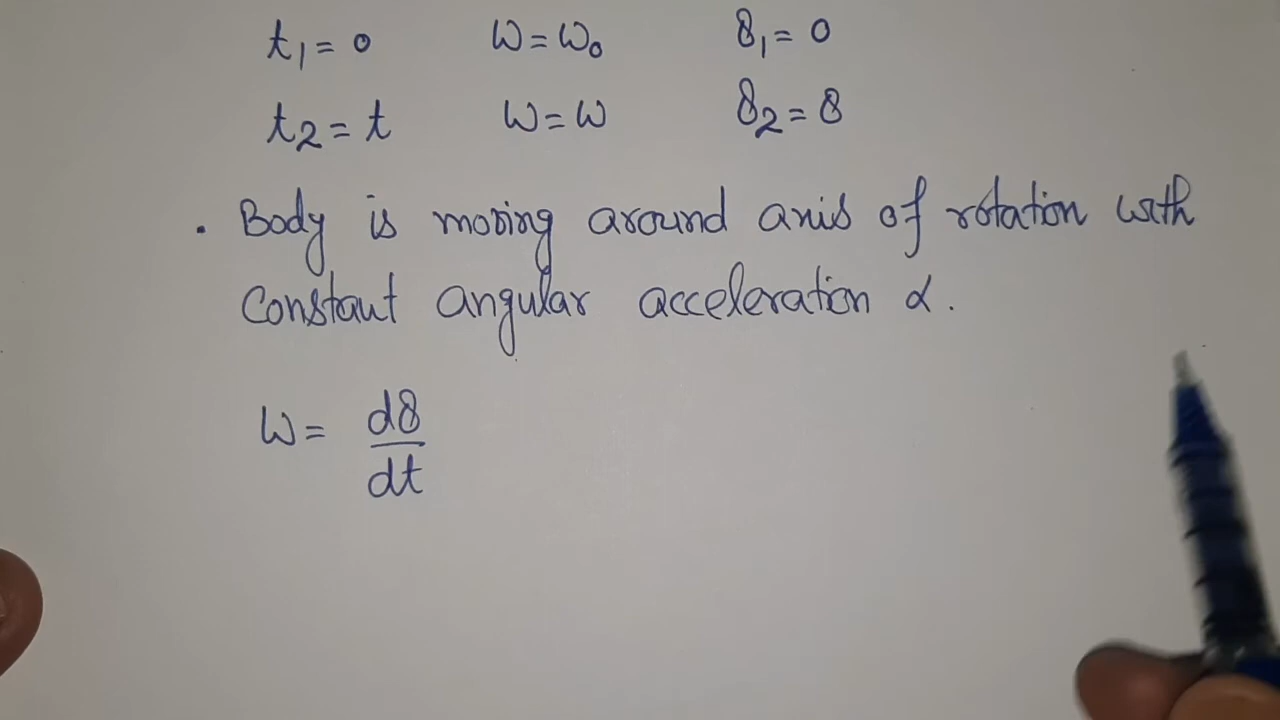 t₁ = 0 ω = ω₀ θ₁ = 0
t₂ = t ω = ω θ₂ = θ
. Body is moving around axis of rotation with
Constant angular acceleration α.
ω = dθ/dt